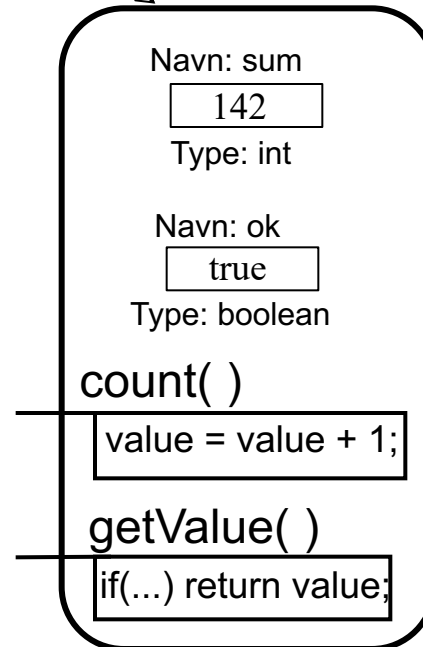 Navn: sum
142
Type: int
Navn: ok
true
Type: boolean
count( )
value = value + 1;
getValue( )
if(...) return value;